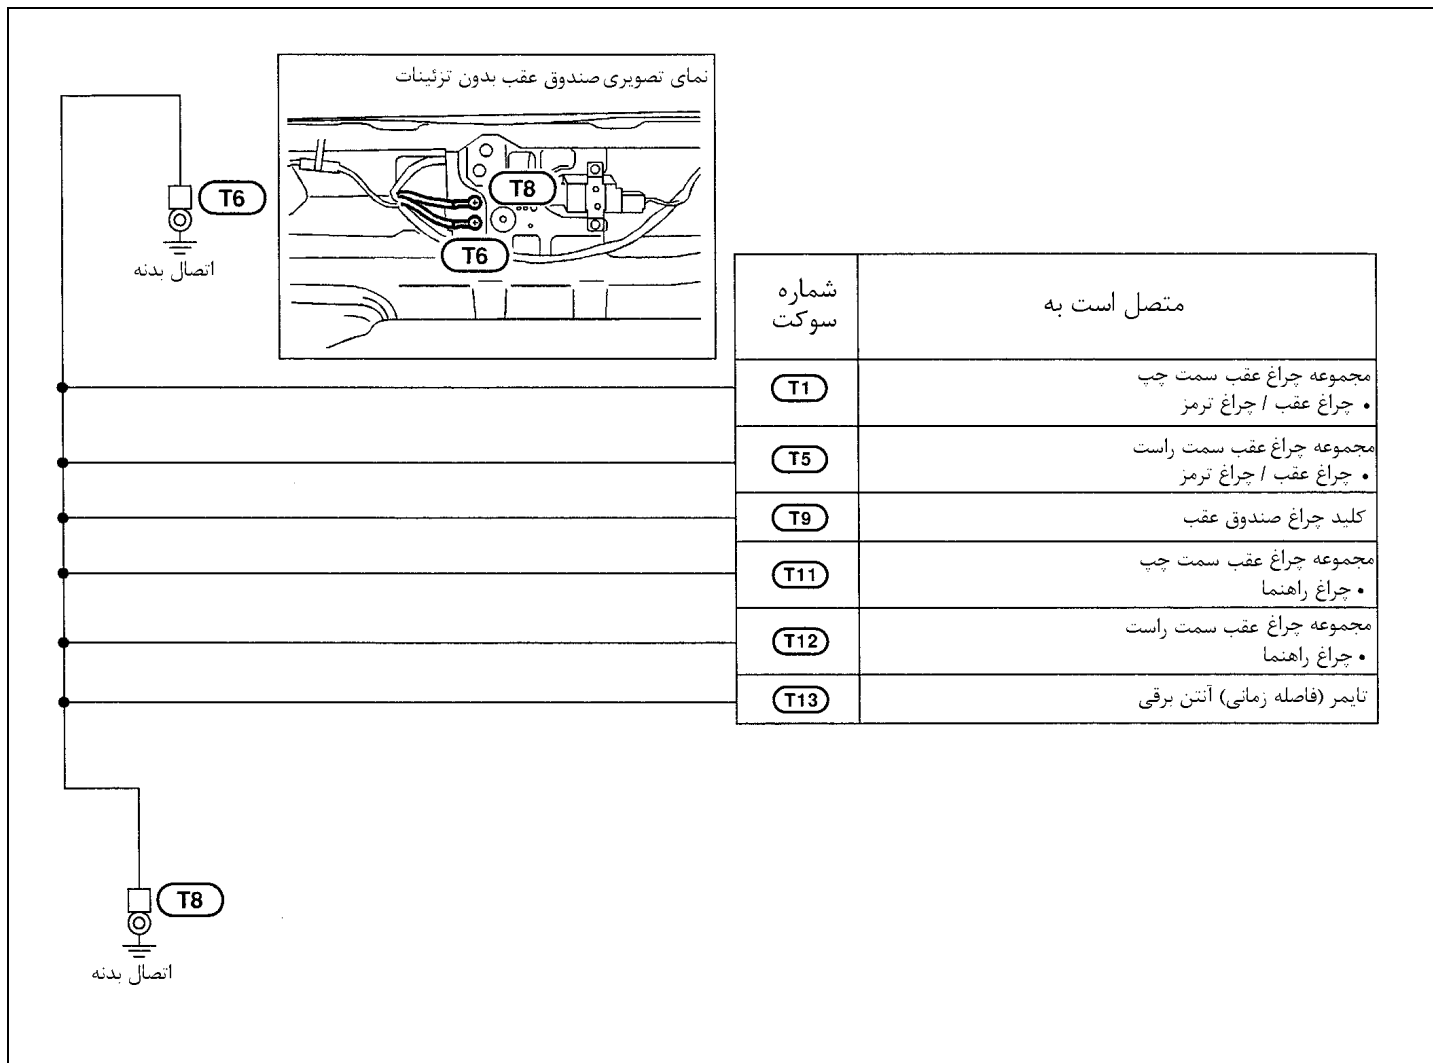 نمای تصویری صندوق عقب بدون تزئینات
T8
T6
T6
اتصال بدنه
شماره سوکت
متصل است به
T1
مجموعه چراغ عقب سمت چپ
• چراغ عقب / چراغ ترمز
T5
مجموعه چراغ عقب سمت راست
• چراغ عقب / چراغ ترمز
T9
کلید چراغ صندوق عقب
T11
مجموعه چراغ عقب سمت چپ
• چراغ راهنما
T12
مجموعه چراغ عقب سمت راست
• چراغ راهنما
T13
تایمر (فاصله زمانی) آنتن برقی
T8
اتصال بدنه